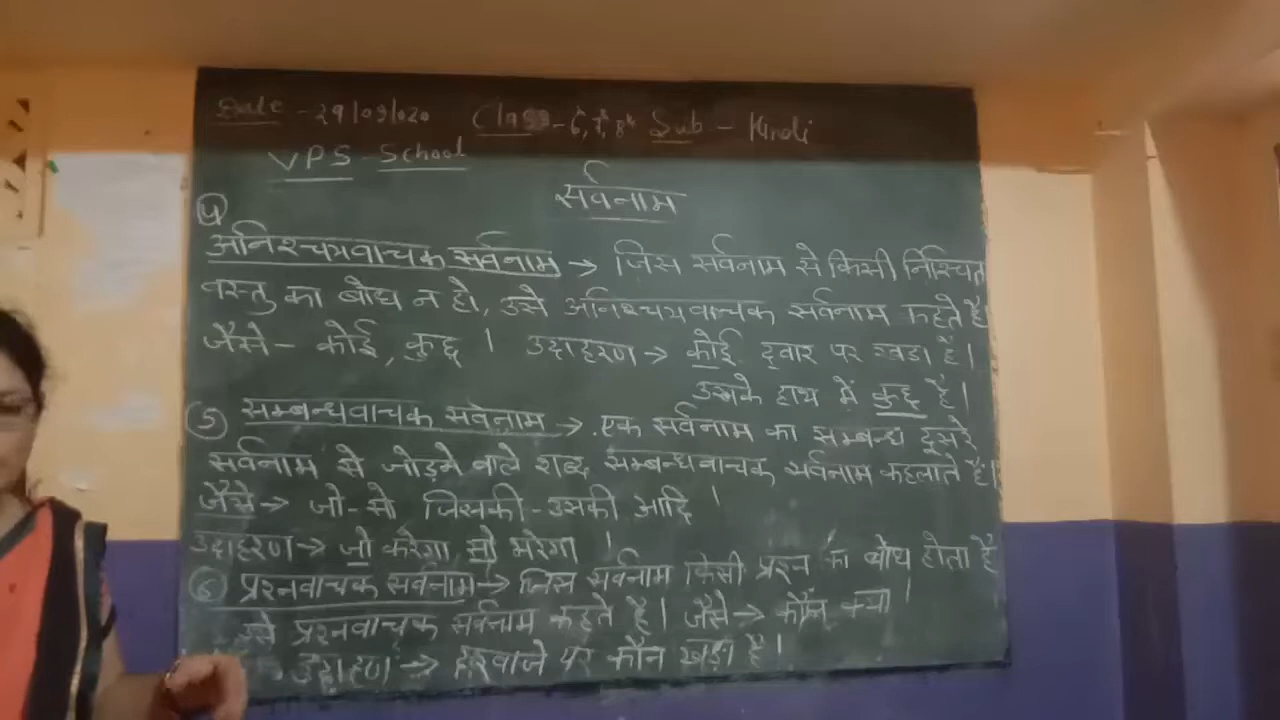 Date - 29/09/020 Class - 6, 7, 8 Sub - Hindi
VPS School
सर्वनाम
4
अनिश्चयवाचक सर्वनाम → जिस सर्वनाम से किसी निश्चित
वस्तु का बोध न हो, उसे अनिश्चयवाचक सर्वनाम कहते हैं
जैसे - कोई, कुछ । उदाहरण → कोई द्वार पर खडा है।
उसके हाथ में कुछ है।
5 सम्बन्धवाचक सर्वनाम → एक सर्वनाम का सम्बन्ध दूसरे
सर्वनाम से जोड़ने वाले शब्द सम्बन्धवाचक सर्वनाम कहलाते हैं।
जैसे → जो-सो जिसकी-उसकी आदि ।
उदाहरण → जो करेगा सो भरेगा ।
6 प्रश्नवाचक सर्वनाम → जिस सर्वनाम किसी प्रश्न का बोध होता है
उसे प्रश्नवाचक सर्वनाम कहते है। जैसे → कौन क्या ।
उदाहण → दरवाजे पर कौन खड़ा है।